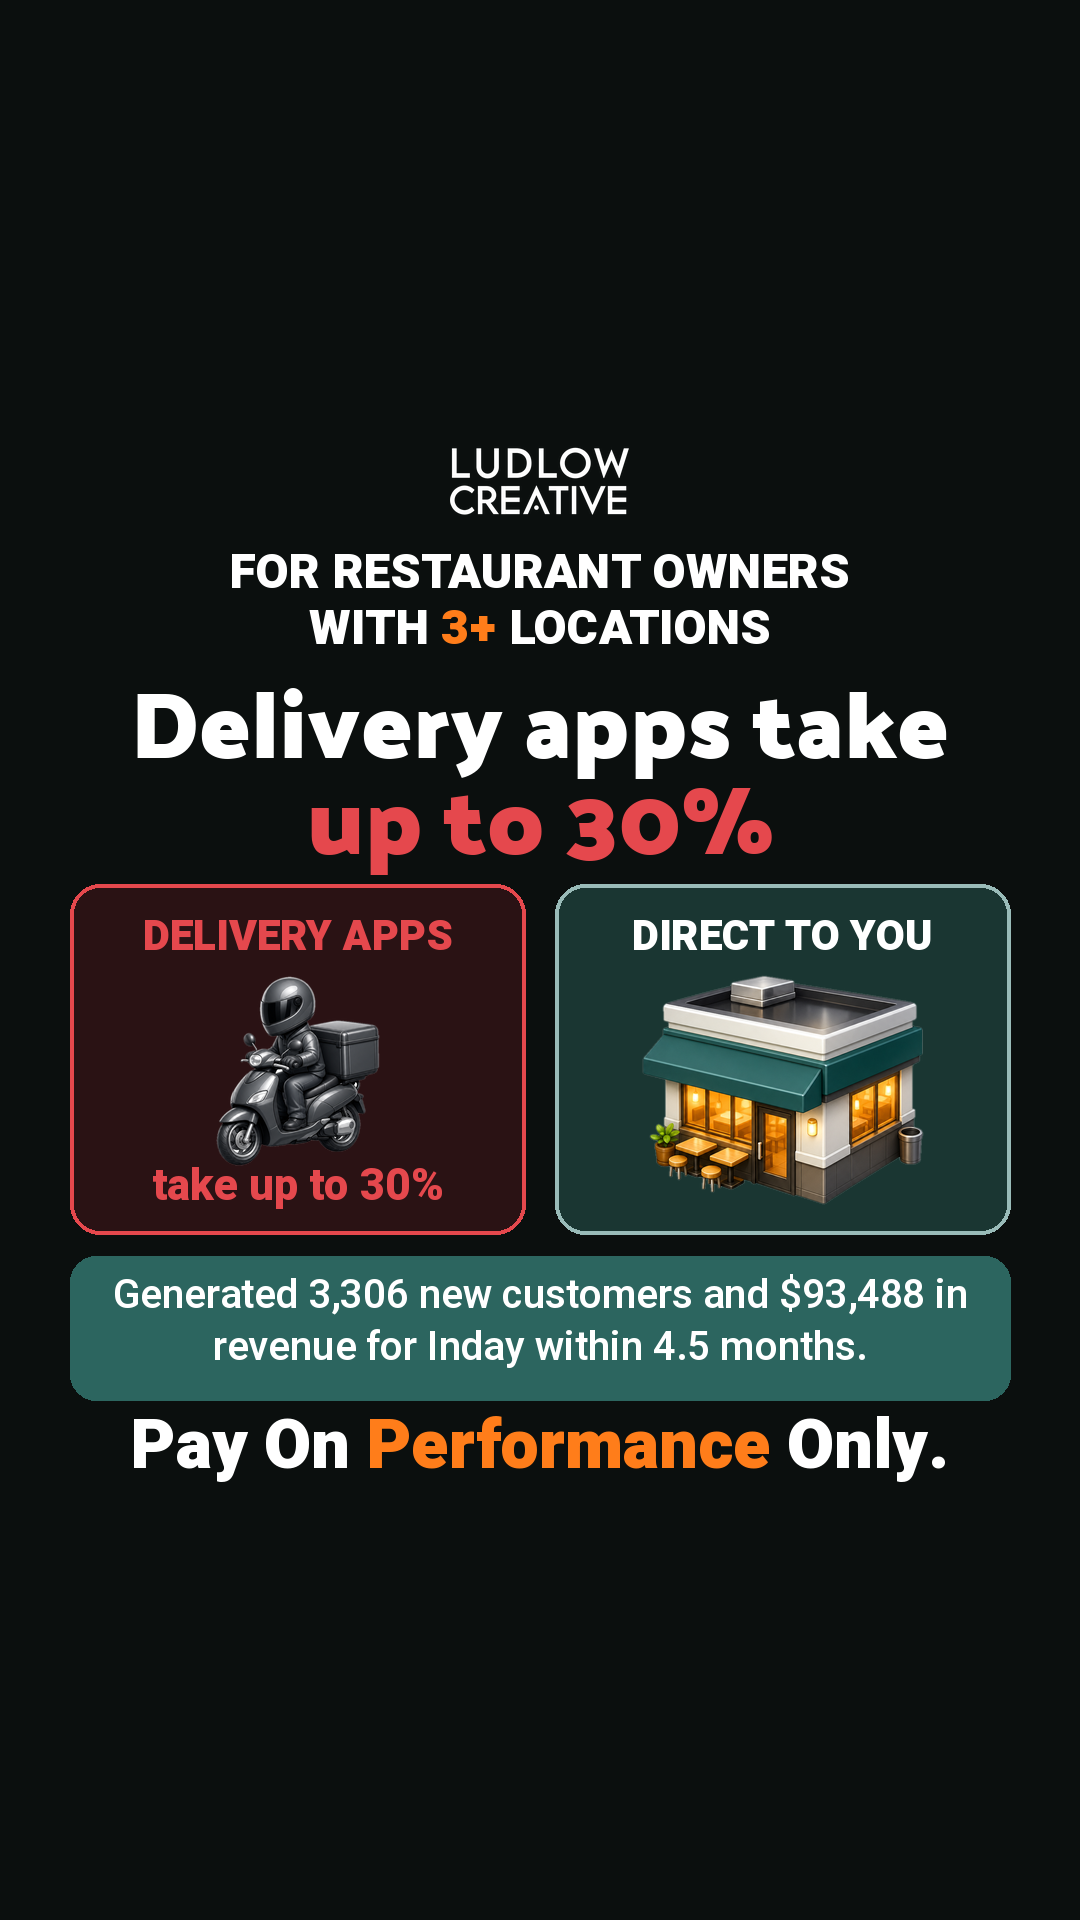 LUDLOW
CREATIVE
FOR RESTAURANT OWNERS
WITH 3+ LOCATIONS
Delivery apps take
up to 30%
DELIVERY APPS
take up to 30%
DIRECT TO YOU
Generated 3,306 new customers and $93,488 in
revenue for Inday within 4.5 months.
Pay On Performance Only.